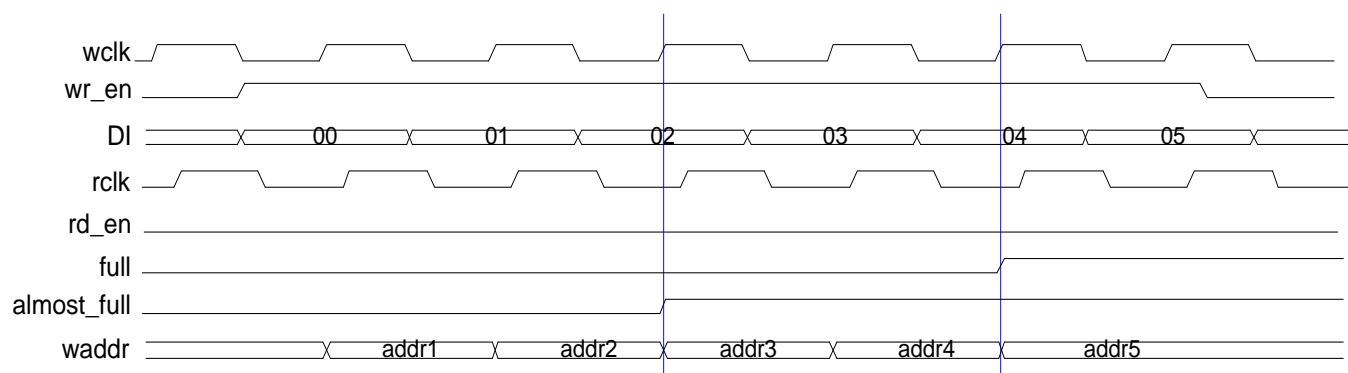 wclk
wr_en
DI 00 01 02 03 04 05
rclk
rd_en
full
almost_full
waddr addr1 addr2 addr3 addr4 addr5